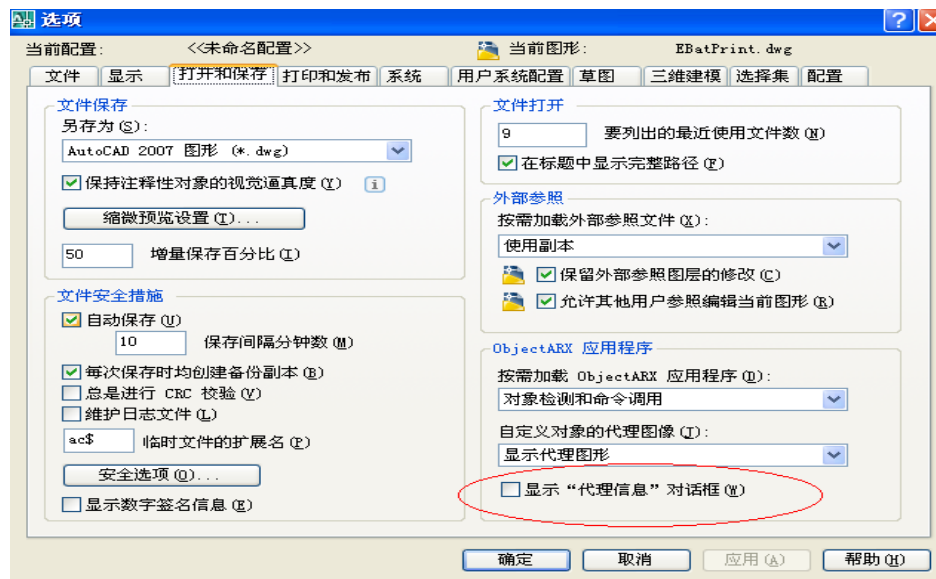 选项
当前配置: <<未命名配置>> 当前图形: EBatPrint.dwg
文件 显示 打开和保存 打印和发布 系统 用户系统配置 草图 三维建模 选择集 配置
文件保存
另存为(S):
AutoCAD 2007 图形 (*.dwg)
保持注释性对象的视觉逼真度(Y)
缩微预览设置(T)...
50 增量保存百分比(I)
文件安全措施
自动保存(U)
10 保存间隔分钟数(M)
每次保存时均创建备份副本(B)
总是进行 CRC 校验(V)
维护日志文件(L)
ac$ 临时文件的扩展名(P)
安全选项(O)...
显示数字签名信息(E)
文件打开
9 要列出的最近使用文件数(N)
在标题中显示完整路径(F)
外部参照
按需加载外部参照文件(X):
使用副本
保留外部参照图层的修改(C)
允许其他用户参照编辑当前图形(R)
ObjectARX 应用程序
按需加载 ObjectARX 应用程序(D):
对象检测和命令调用
自定义对象的代理图像(J):
显示代理图形
显示“代理信息”对话框(W)
确定 取消 应用(A) 帮助(H)